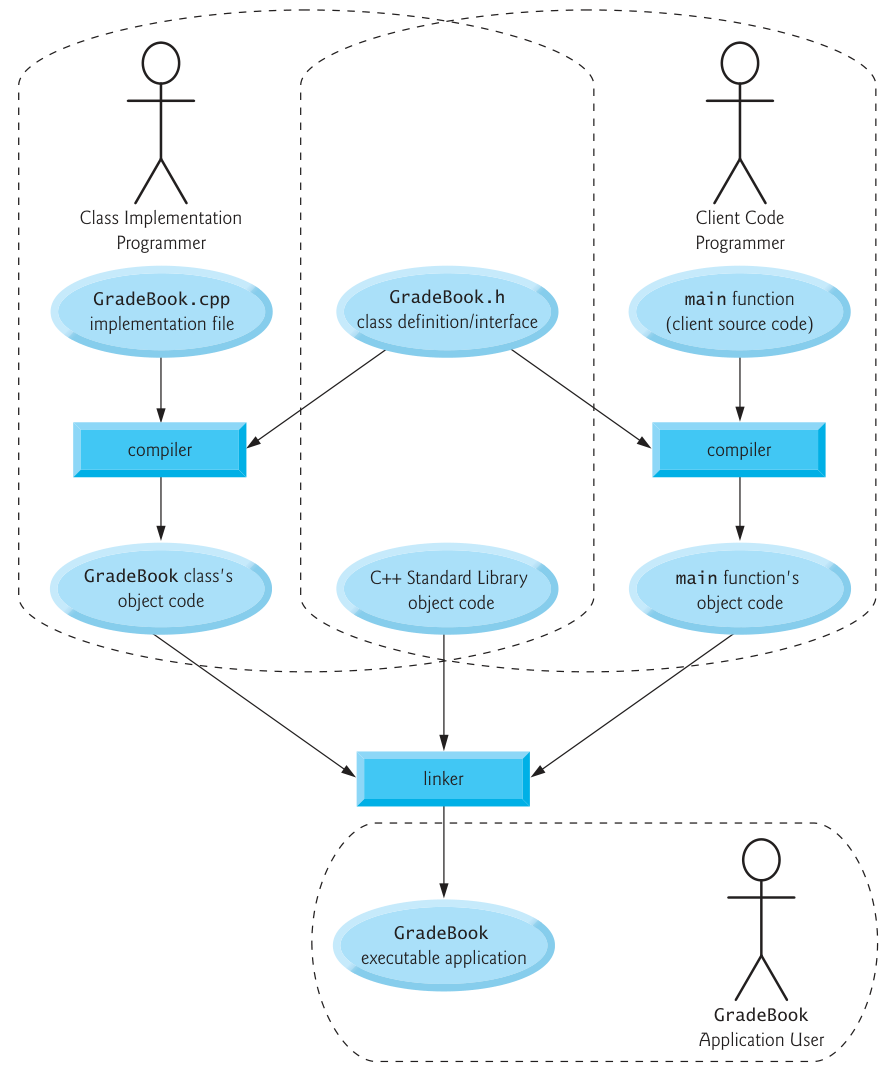 Class Implementation
Programmer
Client Code
Programmer
GradeBook.cpp
implementation file
GradeBook.h
class definition/interface
main function
(client source code)
compiler
compiler
GradeBook class's
object code
C++ Standard Library
object code
main function's
object code
linker
GradeBook
executable application
GradeBook
Application User